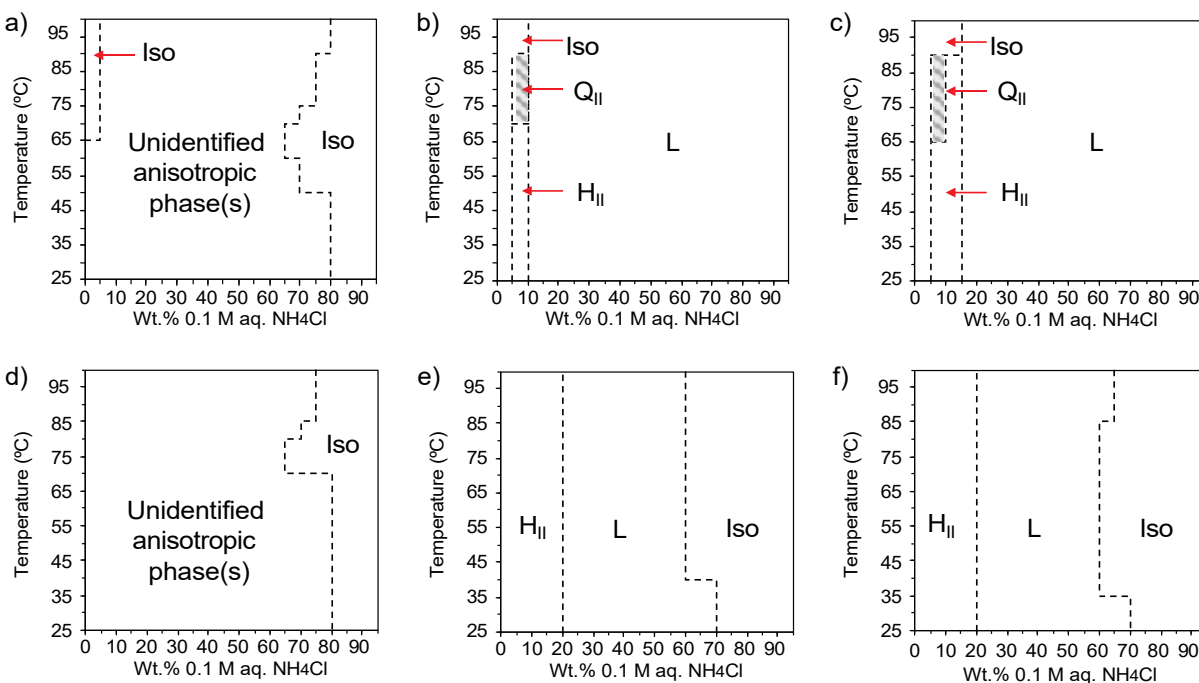 a)
Temperature (ºC)
95
85
75
65
55
45
35
25
Iso
Unidentified
anisotropic
phase(s)
Iso
0 10 20 30 40 50 60 70 80 90
Wt.% 0.1 M aq. NH4Cl
b)
Temperature (ºC)
95
85
75
65
55
45
35
25
Iso
QII
L
HII
0 10 20 30 40 50 60 70 80 90
Wt.% 0.1 M aq. NH4Cl
c)
Temperature (ºC)
95
85
75
65
55
45
35
25
Iso
QII
L
HII
0 10 20 30 40 50 60 70 80 90
Wt.% 0.1 M aq. NH4Cl
d)
Temperature (ºC)
95
85
75
65
55
45
35
25
Iso
Unidentified
anisotropic
phase(s)
0 10 20 30 40 50 60 70 80 90
Wt.% 0.1 M aq. NH4Cl
e)
Temperature (ºC)
95
85
75
65
55
45
35
25
HII L Iso
0 10 20 30 40 50 60 70 80 90
Wt.% 0.1 M aq. NH4Cl
f)
Temperature (ºC)
95
85
75
65
55
45
35
25
HII L Iso
0 10 20 30 40 50 60 70 80 90
Wt.% 0.1 M aq. NH4Cl